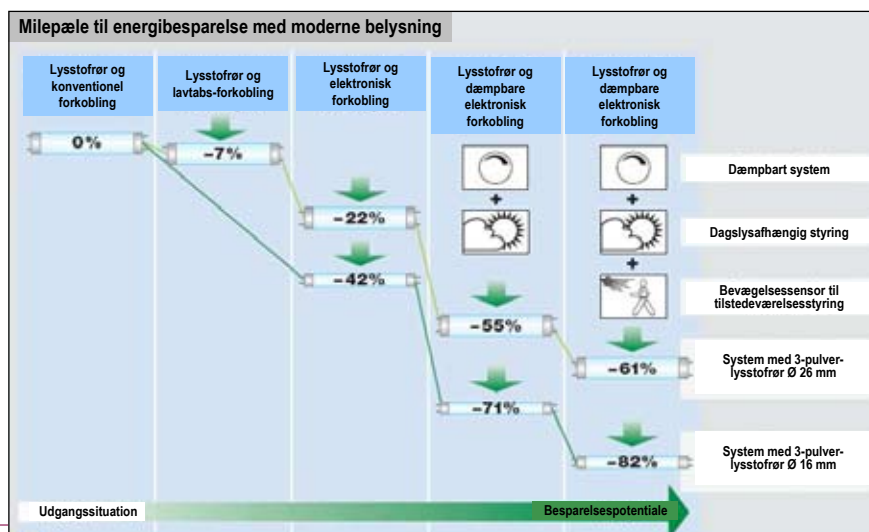 Milepæle til energibesparelse med moderne belysning
Lysstofrør og
konventionel
forkobling
Lysstofrør og
lavtabs-forkobling
Lysstofrør og
elektronisk
forkobling
Lysstofrør og
dæmpbare
elektronisk
forkobling
Lysstofrør og
dæmpbare
elektronisk
forkobling
0%
–7%
–22%
–42%
+
–55%
–71%
+
+
–61%
–82%
Dæmpbart system
Dagslysafhængig styring
Bevægelsessensor til
tilstedeværelsesstyring
System med 3-pulver-
lysstofrør Ø 26 mm
System med 3-pulver-
lysstofrør Ø 16 mm
Udgangssituation
Besparelsespotentiale